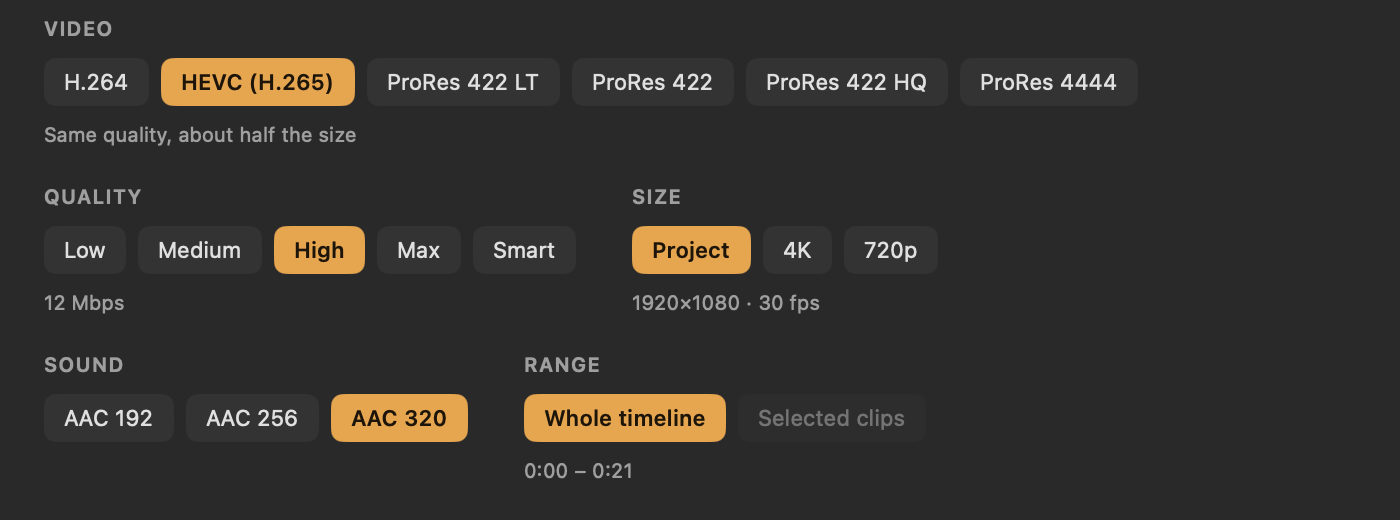 VIDEO
H.264 HEVC (H.265) ProRes 422 LT ProRes 422 ProRes 422 HQ ProRes 4444
Same quality, about half the size
QUALITY SIZE
Low Medium High Max Smart Project 4K 720p
12 Mbps 1920×1080 · 30 fps
SOUND RANGE
AAC 192 AAC 256 AAC 320 Whole timeline Selected clips
0:00 – 0:21